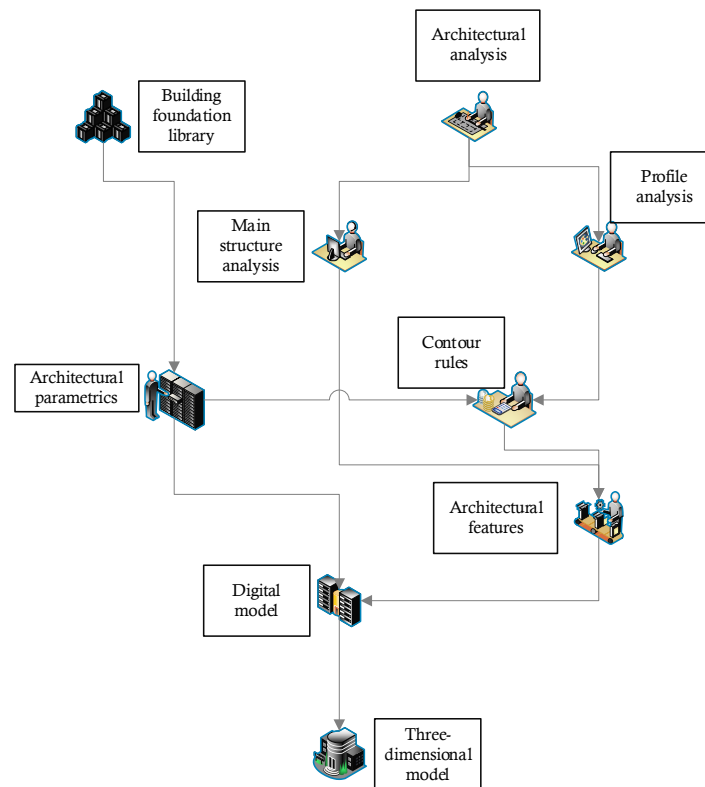 Architectural
analysis
Building
foundation
library
Profile
analysis
Main
structure
analysis
Contour
rules
Architectural
parametrics
Architectural
features
Digital
model
Three-
dimensional
model